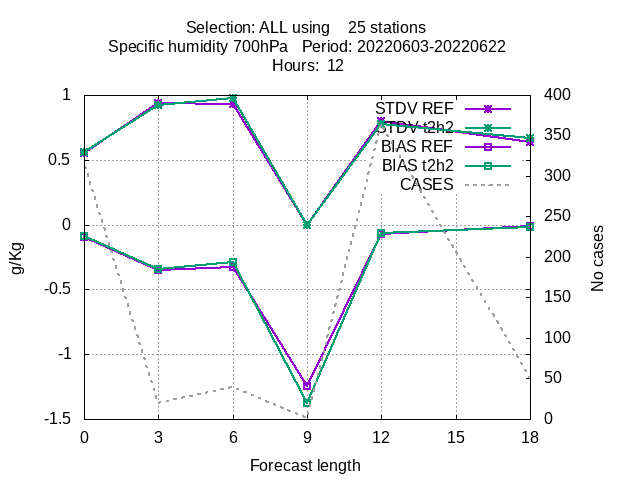 Selection: ALL using 25 stations
Specific humidity 700hPa Period: 20220603-20220622
Hours: 12
1
0.5
0
-0.5
-1
-1.5
g/Kg
STDV REF
STDV t2h2
BIAS REF
BIAS t2h2
CASES
400
350
300
250
200
150
100
50
0
No cases
0 3 6 9 12 15 18
Forecast length